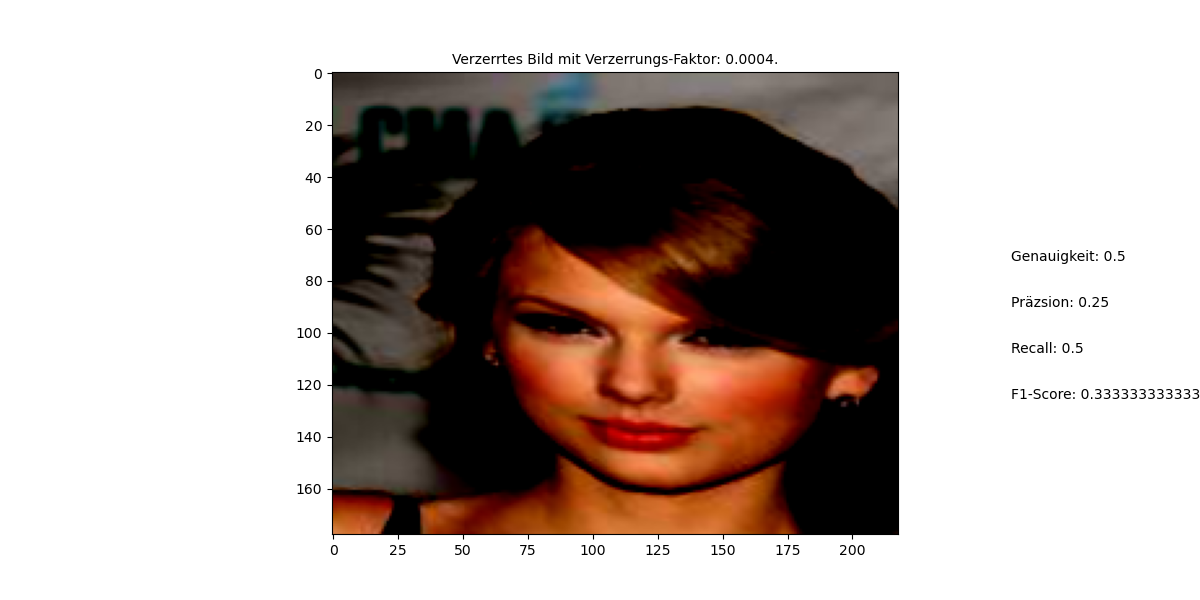 Verzerrtes Bild mit Verzerrungs-Faktor: 0.0004.
CHA
0
20
40
60
80
100
120
140
160
0 25 50 75 100 125 150 175 200
Genauigkeit: 0.5
Präzsion: 0.25
Recall: 0.5
F1-Score: 0.333333333333